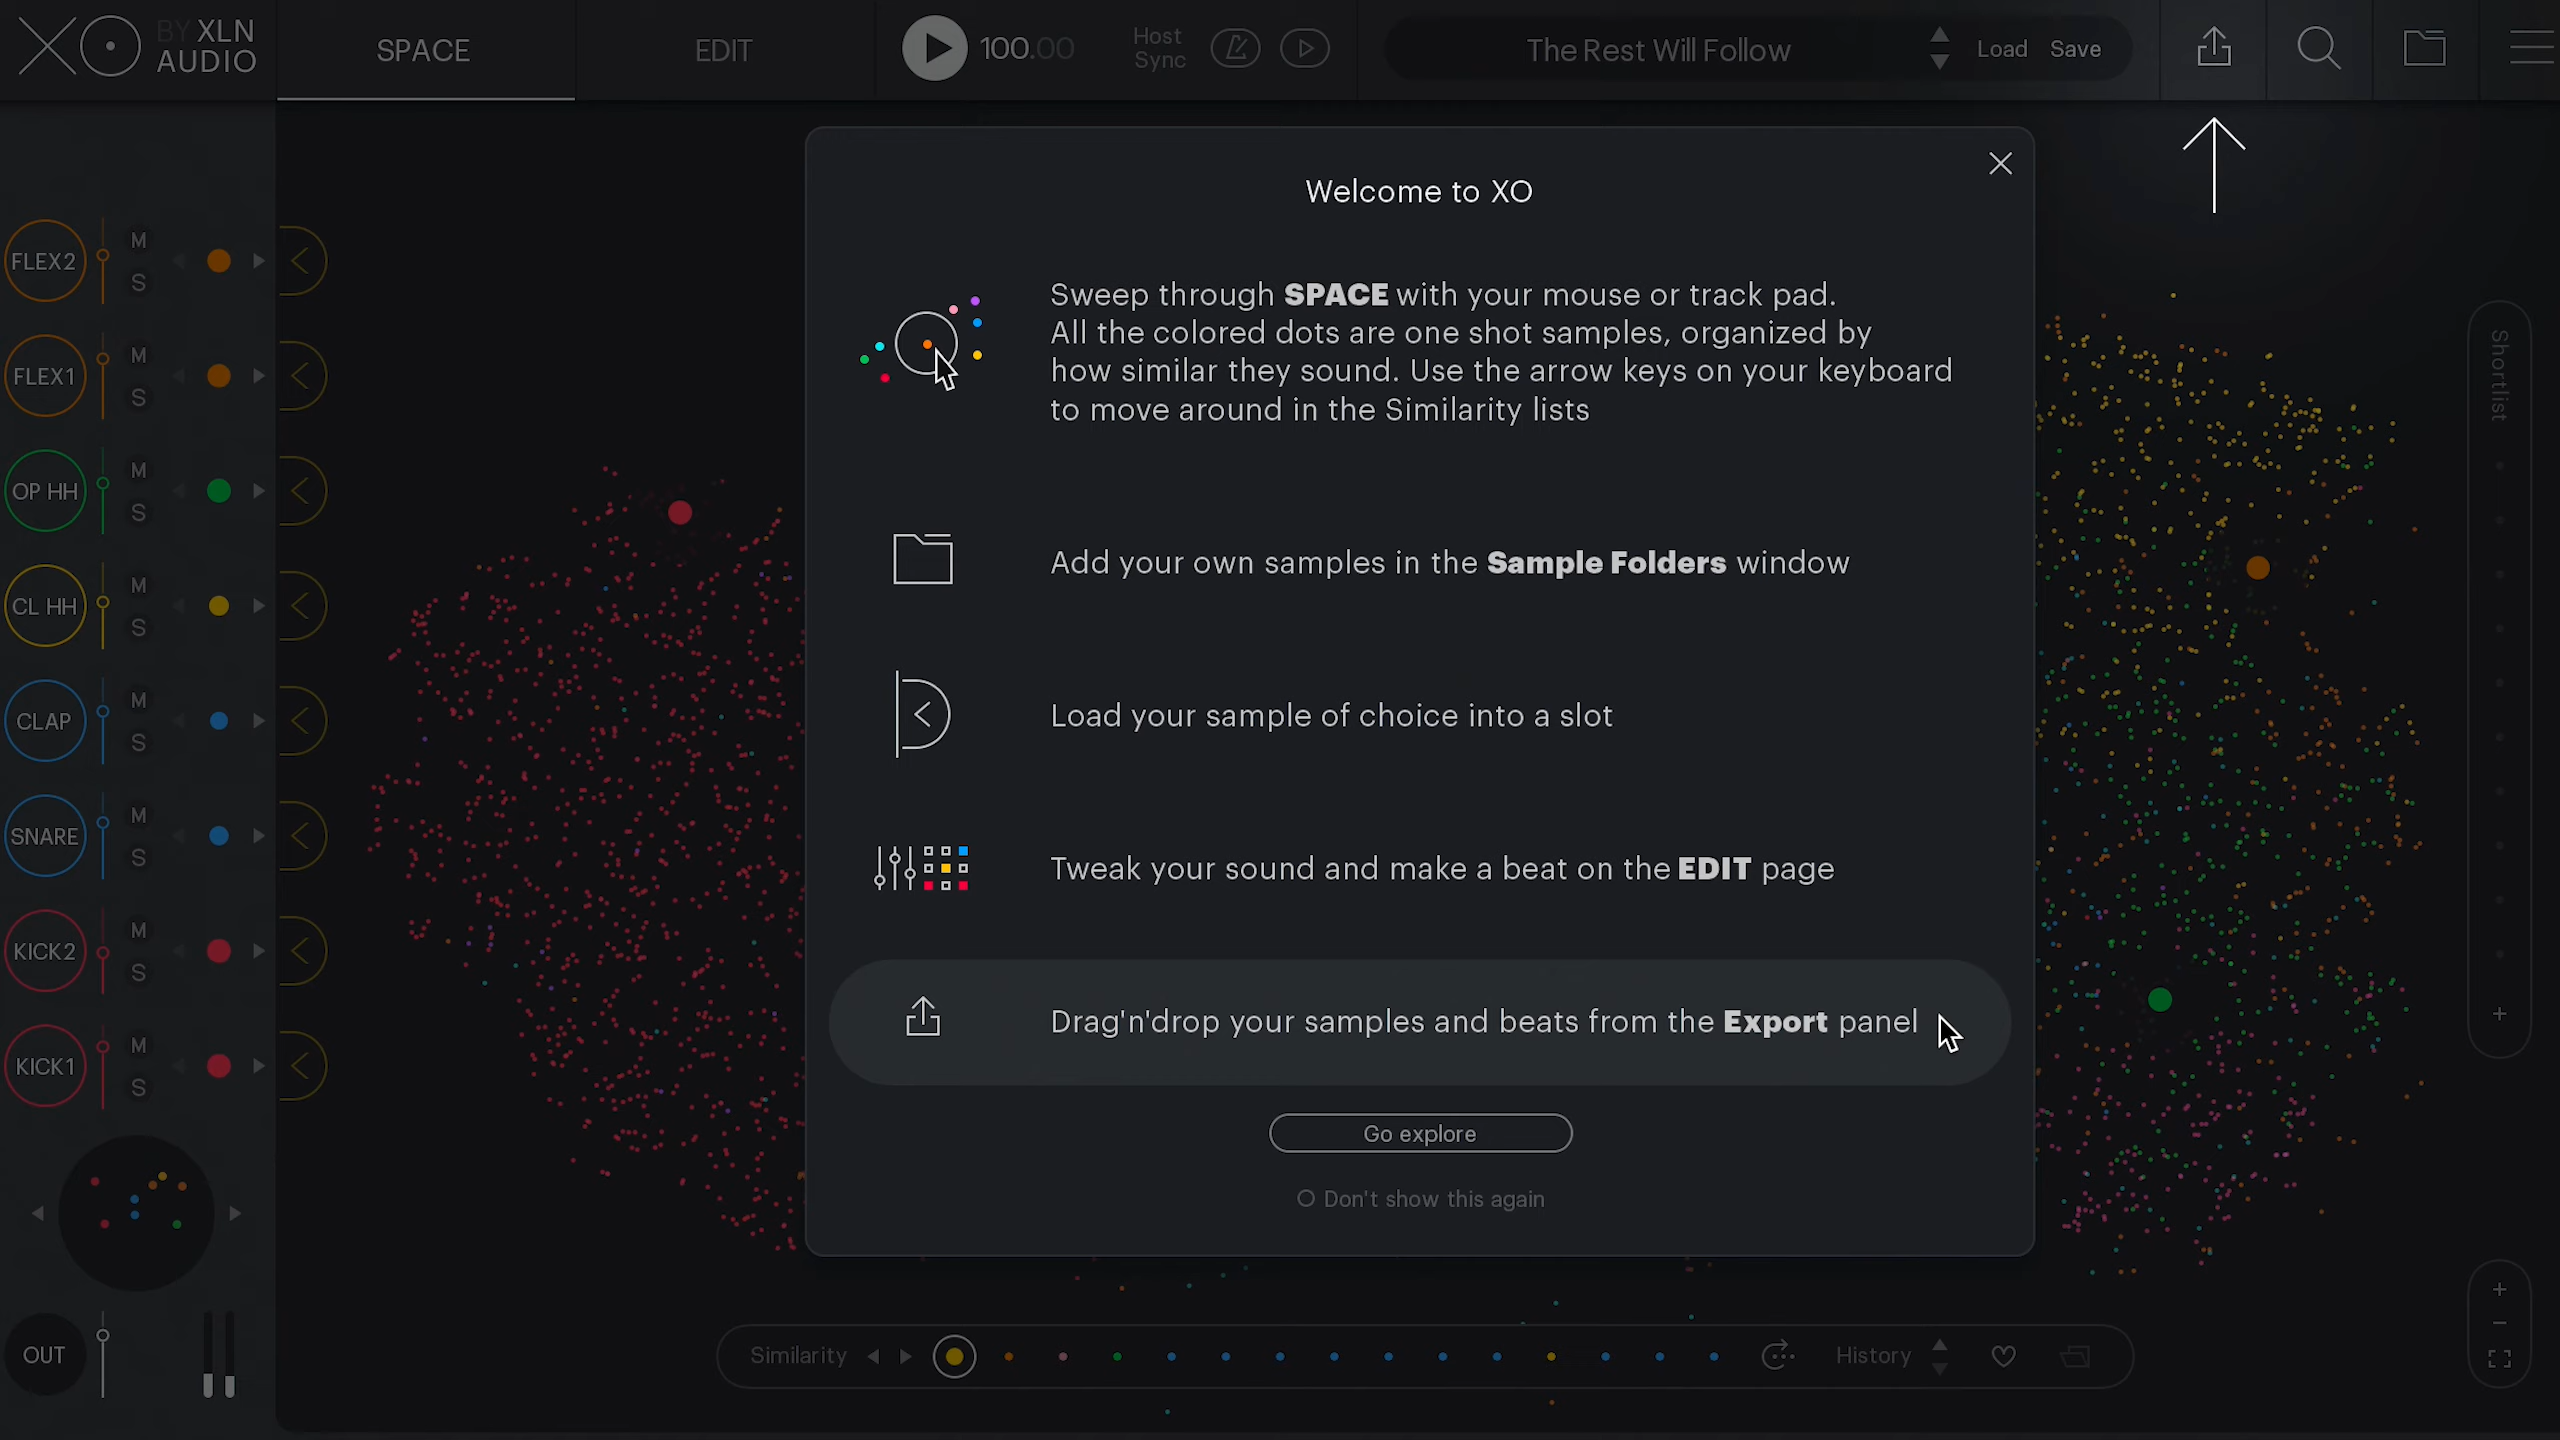 XO BY XLN AUDIO
SPACE
EDIT
100.00
Host
Sync
The Rest Will Follow
Load
Save
FLEX2
M
S
FLEX1
M
S
OP HH
M
S
CL HH
M
S
CLAP
M
S
SNARE
M
S
KICK2
M
S
KICK1
M
S
OUT
Welcome to XO
Sweep through SPACE with your mouse or track pad.
All the colored dots are one shot samples, organized by
how similar they sound. Use the arrow keys on your keyboard
to move around in the Similarity lists
Add your own samples in the Sample Folders window
Load your sample of choice into a slot
Tweak your sound and make a beat on the EDIT page
Drag'n'drop your samples and beats from the Export panel
Go explore
Don't show this again
Shortlist
Similarity
History